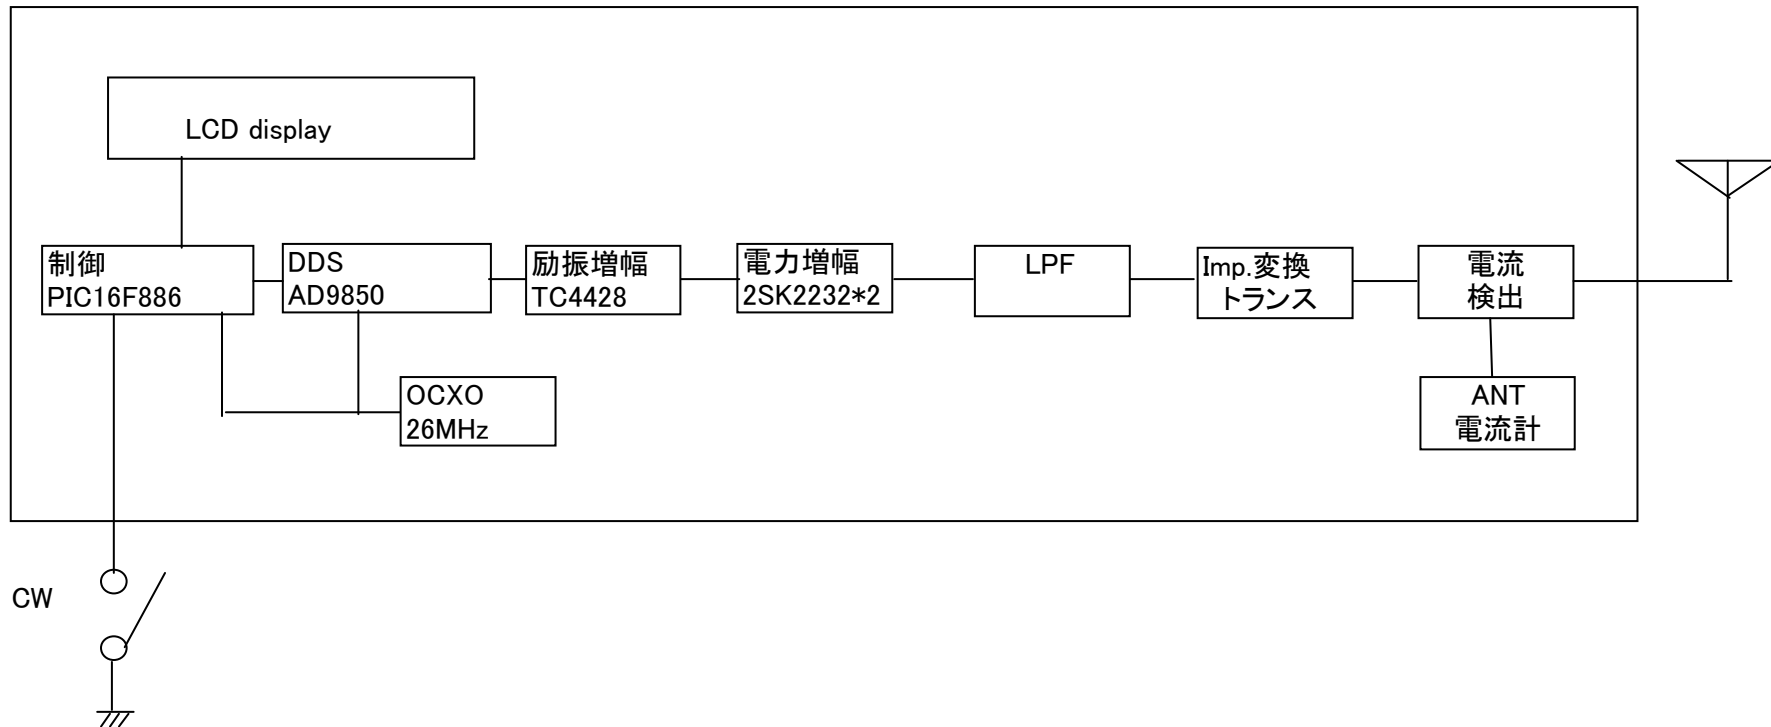 LCD display
制御
PIC16F886
DDS
AD9850
励振増幅
TC4428
電力増幅
2SK2232*2
LPF
Imp.変換
トランス
電流
検出
OCXO
26MHz
ANT
電流計
CW